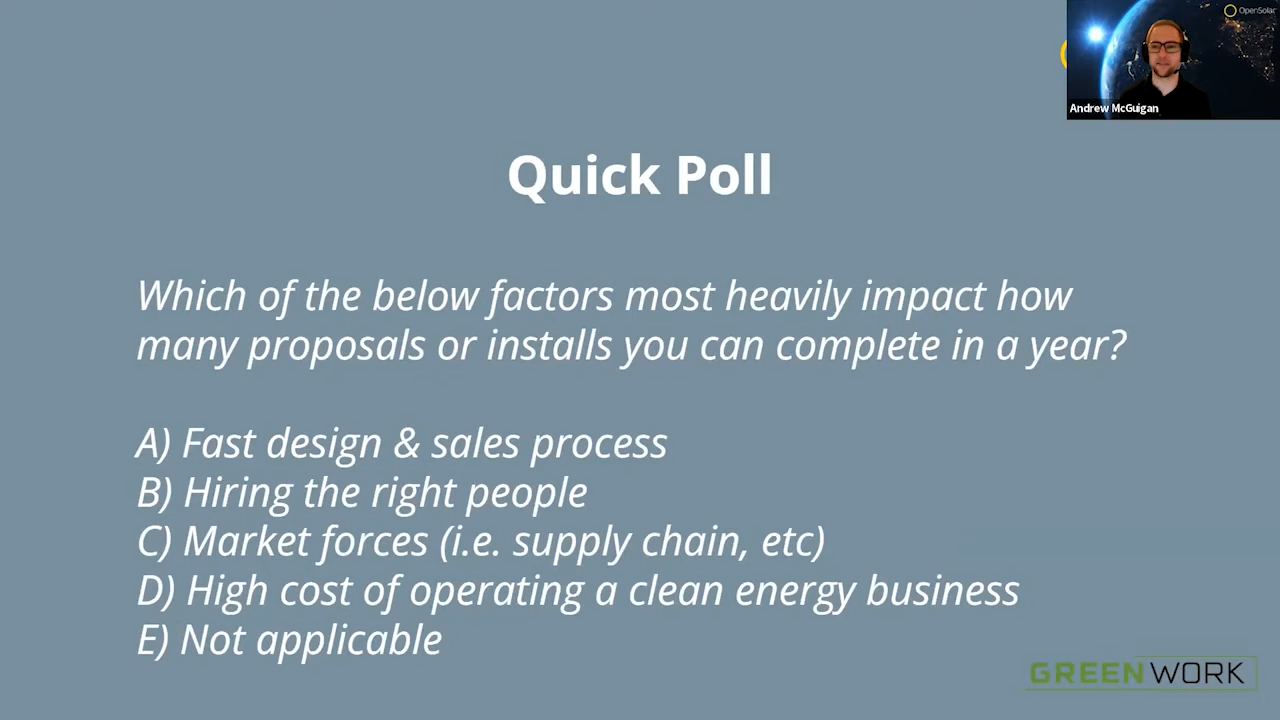 OpenSolar
Andrew McGuigan
Quick Poll
Which of the below factors most heavily impact how
many proposals or installs you can complete in a year?
A) Fast design & sales process
B) Hiring the right people
C) Market forces (i.e. supply chain, etc)
D) High cost of operating a clean energy business
E) Not applicable
GREENWORK